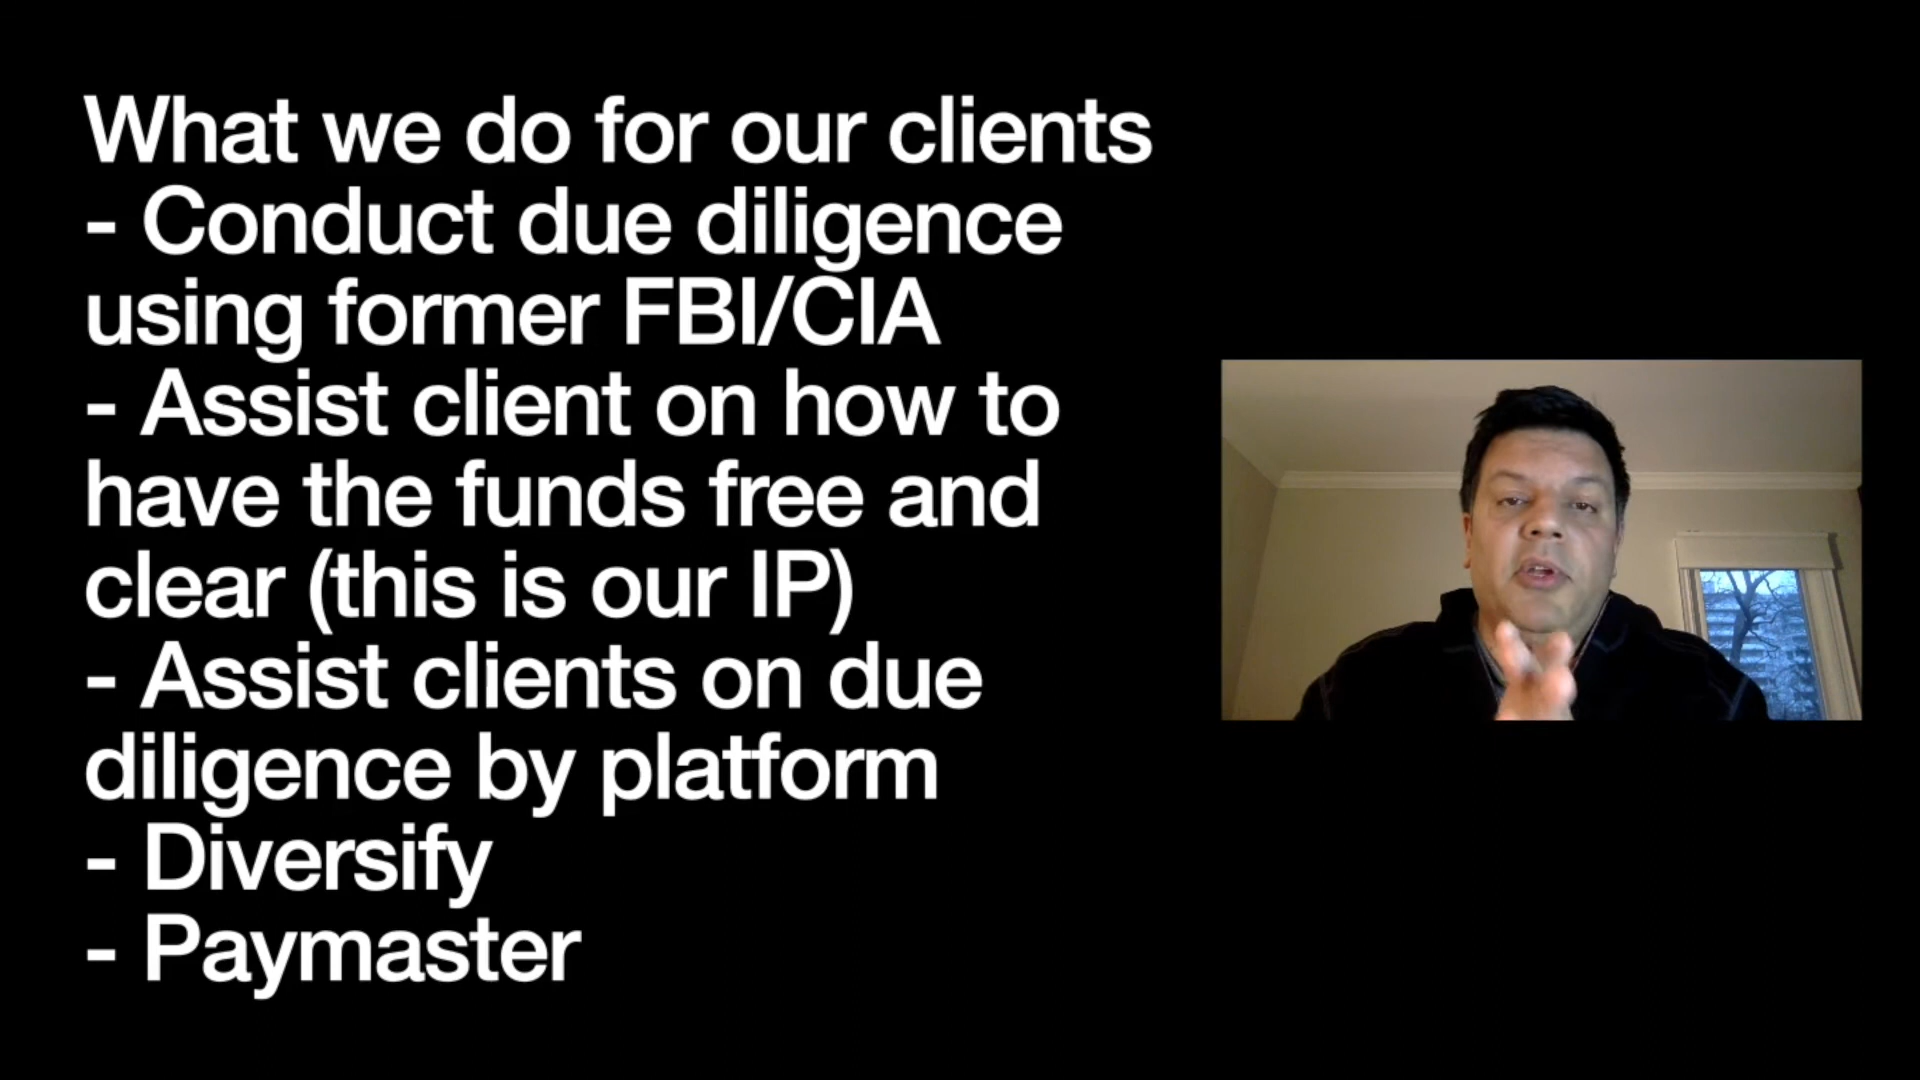 What we do for our clients
- Conduct due diligence
using former FBI/CIA
- Assist client on how to
have the funds free and
clear (this is our IP)
- Assist clients on due
diligence by platform
- Diversify
- Paymaster